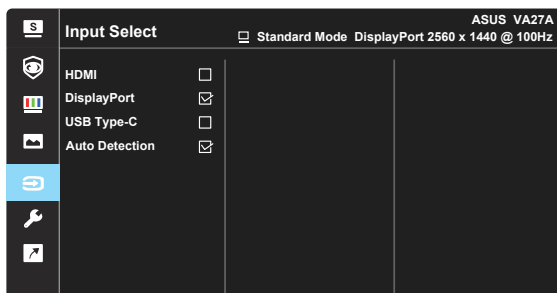 S
Input Select
ASUS VA27A
Standard Mode DisplayPort 2560 x 1440 @ 100Hz
HDMI
DisplayPort
USB Type-C
Auto Detection